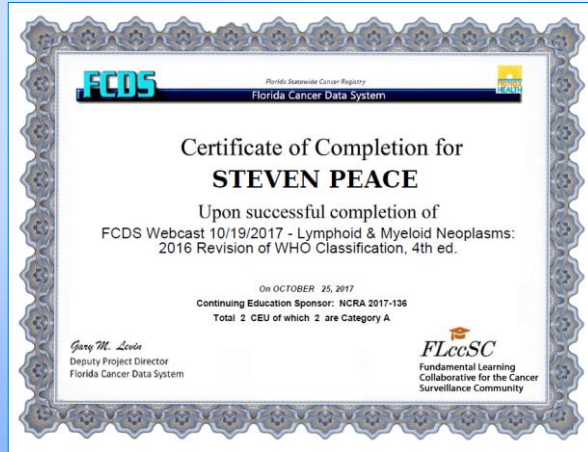 FCDS
Florida Statewide Cancer Registry
Florida Cancer Data System
HEALTH
Certificate of Completion for
STEVEN PEACE
Upon successful completion of
FCDS Webcast 10/19/2017 - Lymphoid & Myeloid Neoplasms:
2016 Revision of WHO Classification, 4th ed.
On OCTOBER 25, 2017
Continuing Education Sponsor: NCRA 2017-136
Total 2 CEU of which 2 are Category A
Gary M. Levin
Deputy Project Director
Florida Cancer Data System
FLccSC
Fundamental Learning
Collaborative for the Cancer
Surveillance Community